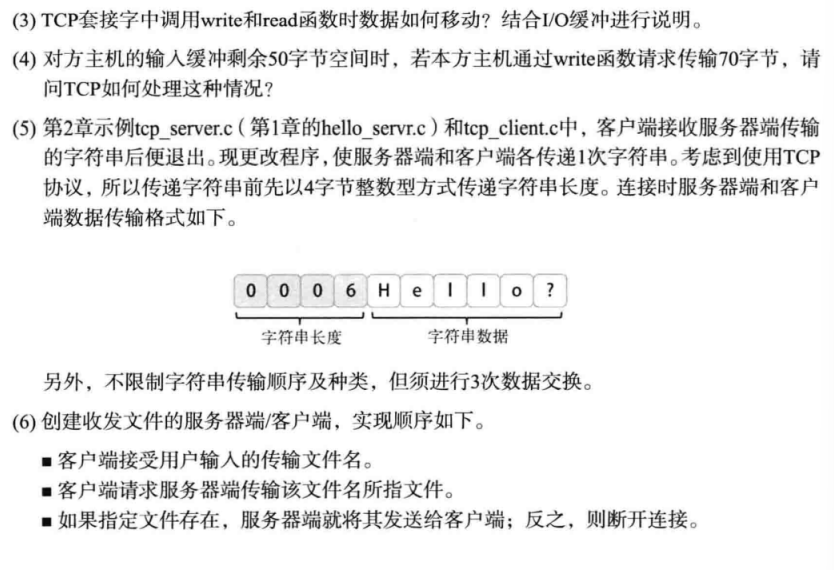 (3) TCP套接字中调用write和read函数时数据如何移动？结合I/O缓冲进行说明。
(4) 对方主机的输入缓冲剩余50字节空间时，若本方主机通过write函数请求传输70字节，请
问TCP如何处理这种情况？
(5) 第2章示例tcp_server.c（第1章的hello_servr.c）和tcp_client.c中，客户端接收服务器端传输
的字符串后便退出。现更改程序，使服务器端和客户端各传递1次字符串。考虑到使用TCP
协议，所以传递字符串前先以4字节整数型方式传递字符串长度。连接时服务器端和客户
端数据传输格式如下。
0 0 0 6 H e l l o ?
字符串长度 字符串数据
另外，不限制字符串传输顺序及种类，但须进行3次数据交换。
(6) 创建收发文件的服务器端/客户端，实现顺序如下。
■ 客户端接受用户输入的传输文件名。
■ 客户端请求服务器端传输该文件名所指文件。
■ 如果指定文件存在，服务器端就将其发送给客户端；反之，则断开连接。